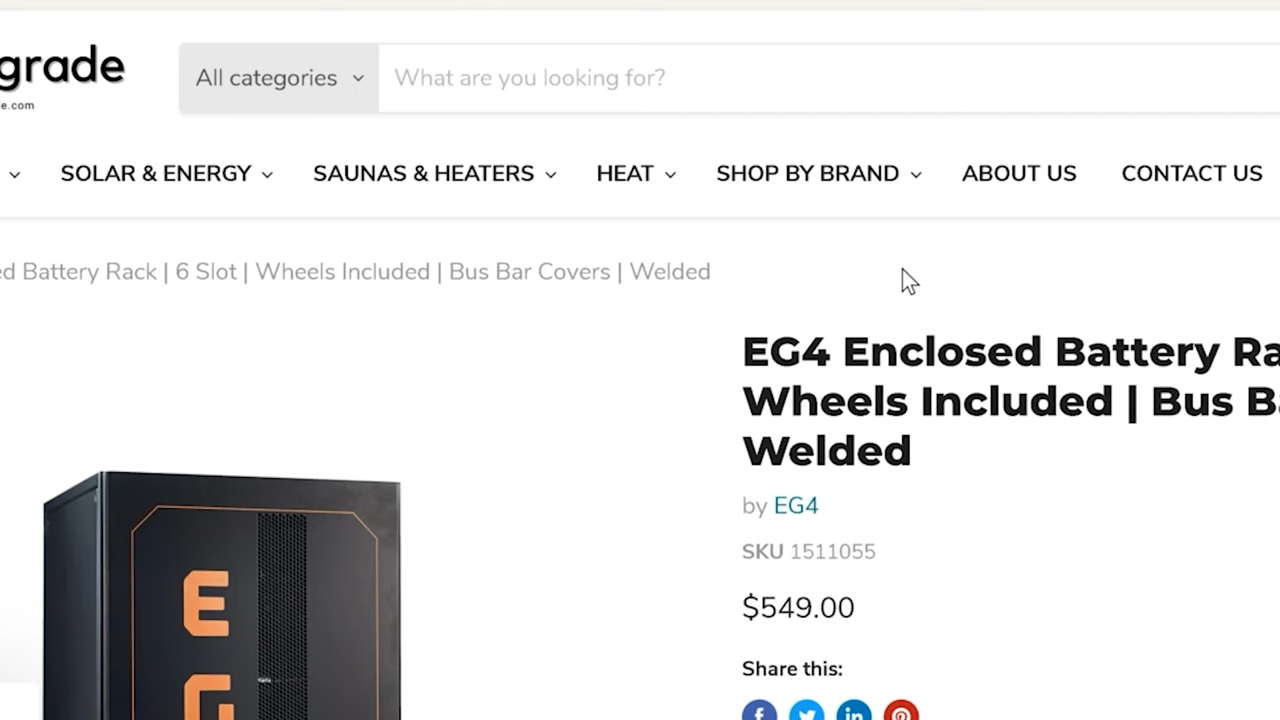 grade
e.com
All categories
What are you looking for?
SOLAR & ENERGY
SAUNAS & HEATERS
HEAT
SHOP BY BRAND
ABOUT US
CONTACT US
ed Battery Rack | 6 Slot | Wheels Included | Bus Bar Covers | Welded
EG4 Enclosed Battery Ra
Wheels Included | Bus Ba
Welded
by EG4
SKU 1511055
$549.00
Share this:
E
G